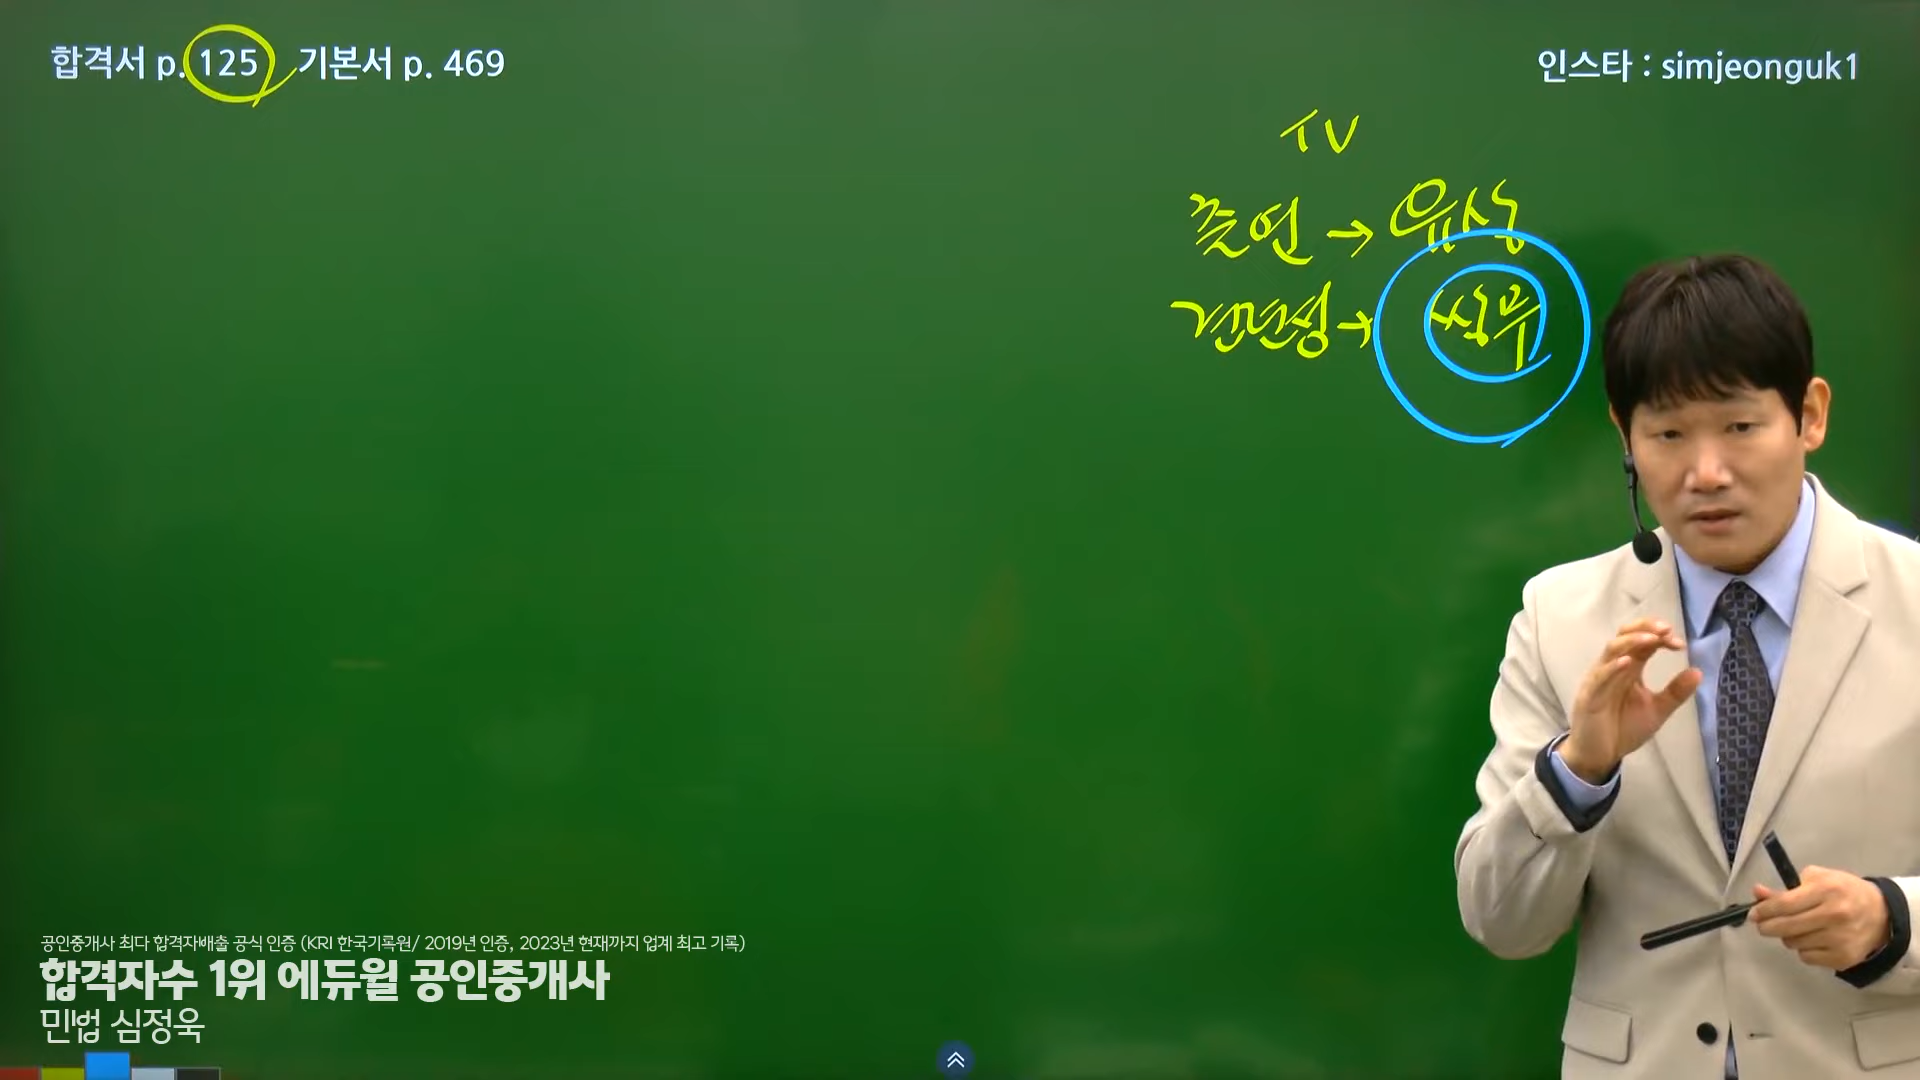 합격서 p. 125 기본서 p. 469
인스타 : simjeonguk1
TV
출연 → 유상
→ 쌍무
공인중개사 최다 합격자배출 공식 인증 (KRI 한국기록원/ 2019년 인증, 2023년 현재까지 업계 최고 기록)
합격자수 1위 에듀윌 공인중개사
민법 심정욱